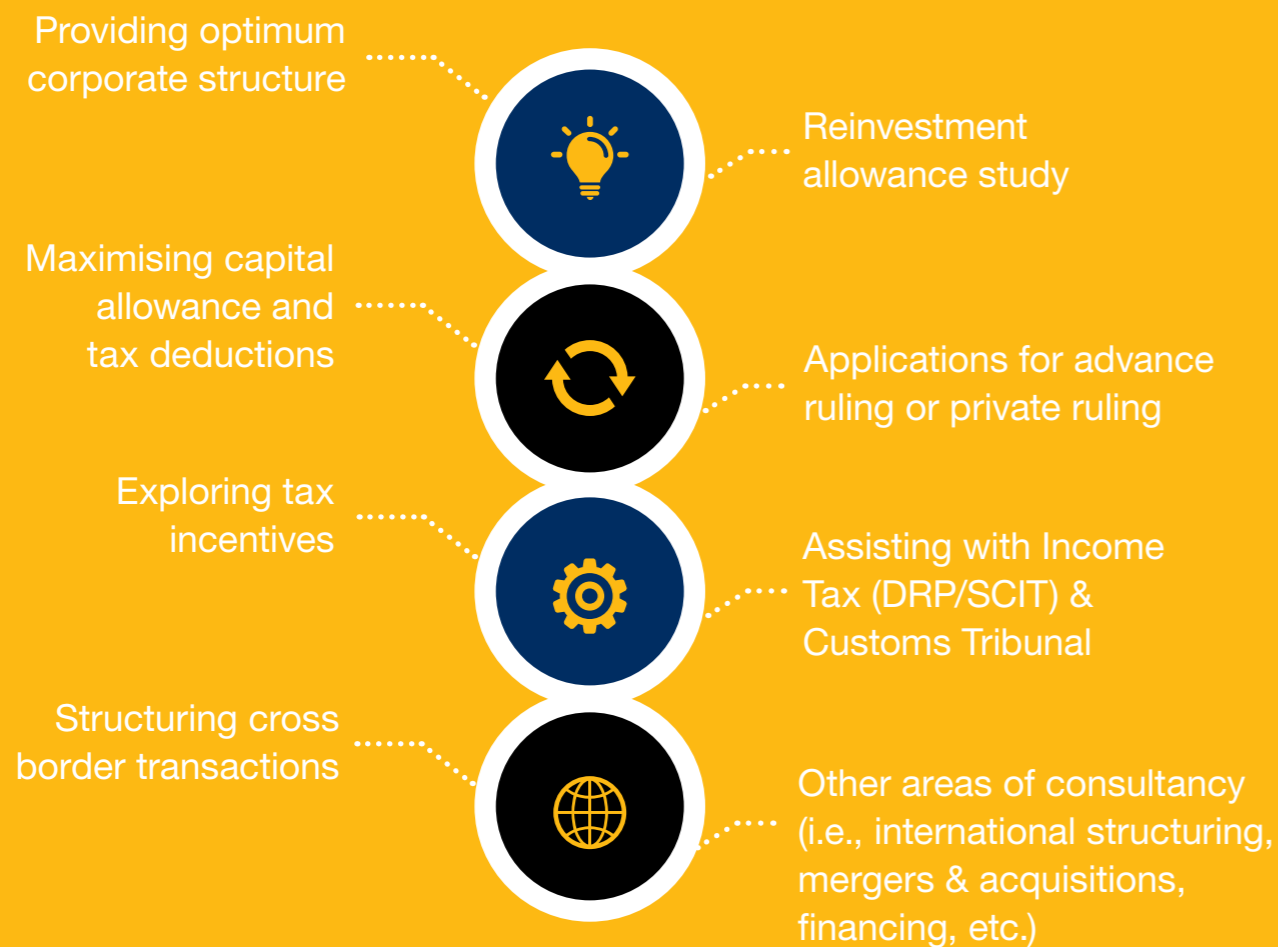 Providing optimum
corporate structure
Reinvestment
allowance study
Maximising capital
allowance and
tax deductions
Applications for advance
ruling or private ruling
Exploring tax
incentives
Assisting with Income
Tax (DRP/SCIT) &
Customs Tribunal
Structuring cross
border transactions
Other areas of consultancy
(i.e., international structuring,
mergers & acquisitions,
financing, etc.)